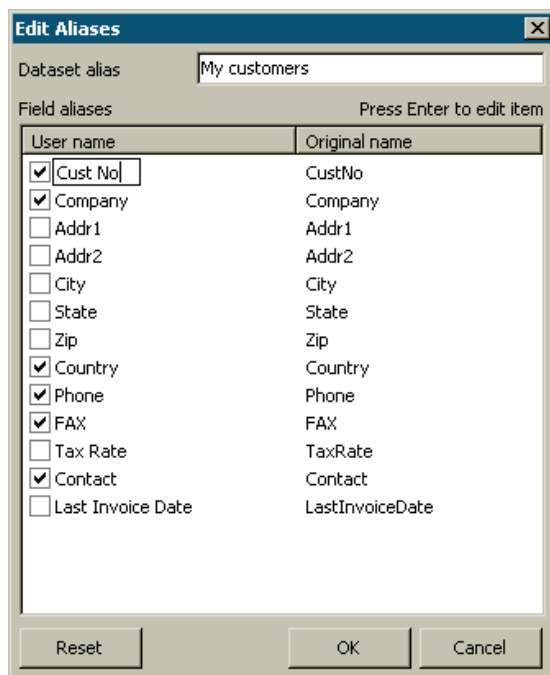 Edit Aliases
Dataset alias My customers
Field aliases Press Enter to edit item
User name Original name
Cust No CustNo
Company Company
Addr1 Addr1
Addr2 Addr2
City City
State State
Zip Zip
Country Country
Phone Phone
FAX FAX
Tax Rate TaxRate
Contact Contact
Last Invoice Date LastInvoiceDate
Reset OK Cancel